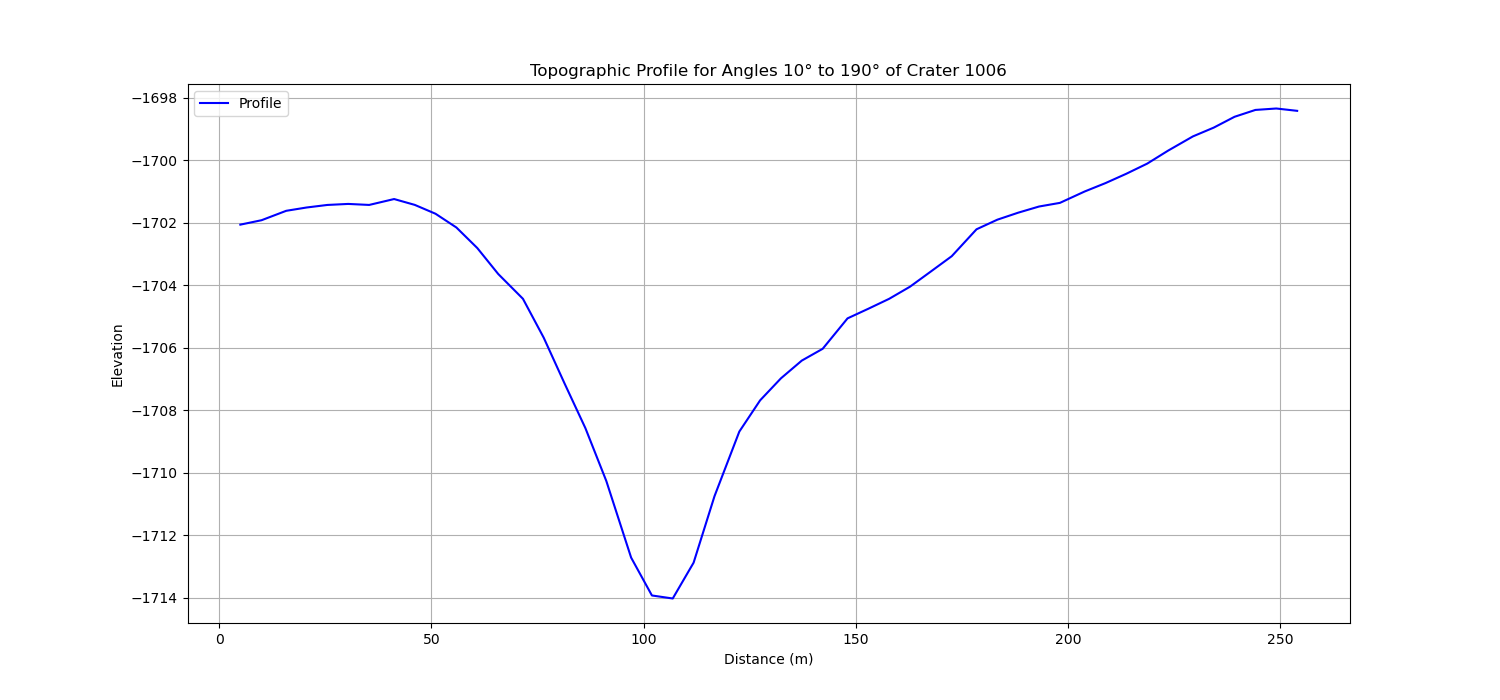 Topographic Profile for Angles 10° to 190° of Crater 1006
Profile
Elevation
−1698
−1700
−1702
−1704
−1706
−1708
−1710
−1712
−1714
0 50 100 150 200 250
Distance (m)